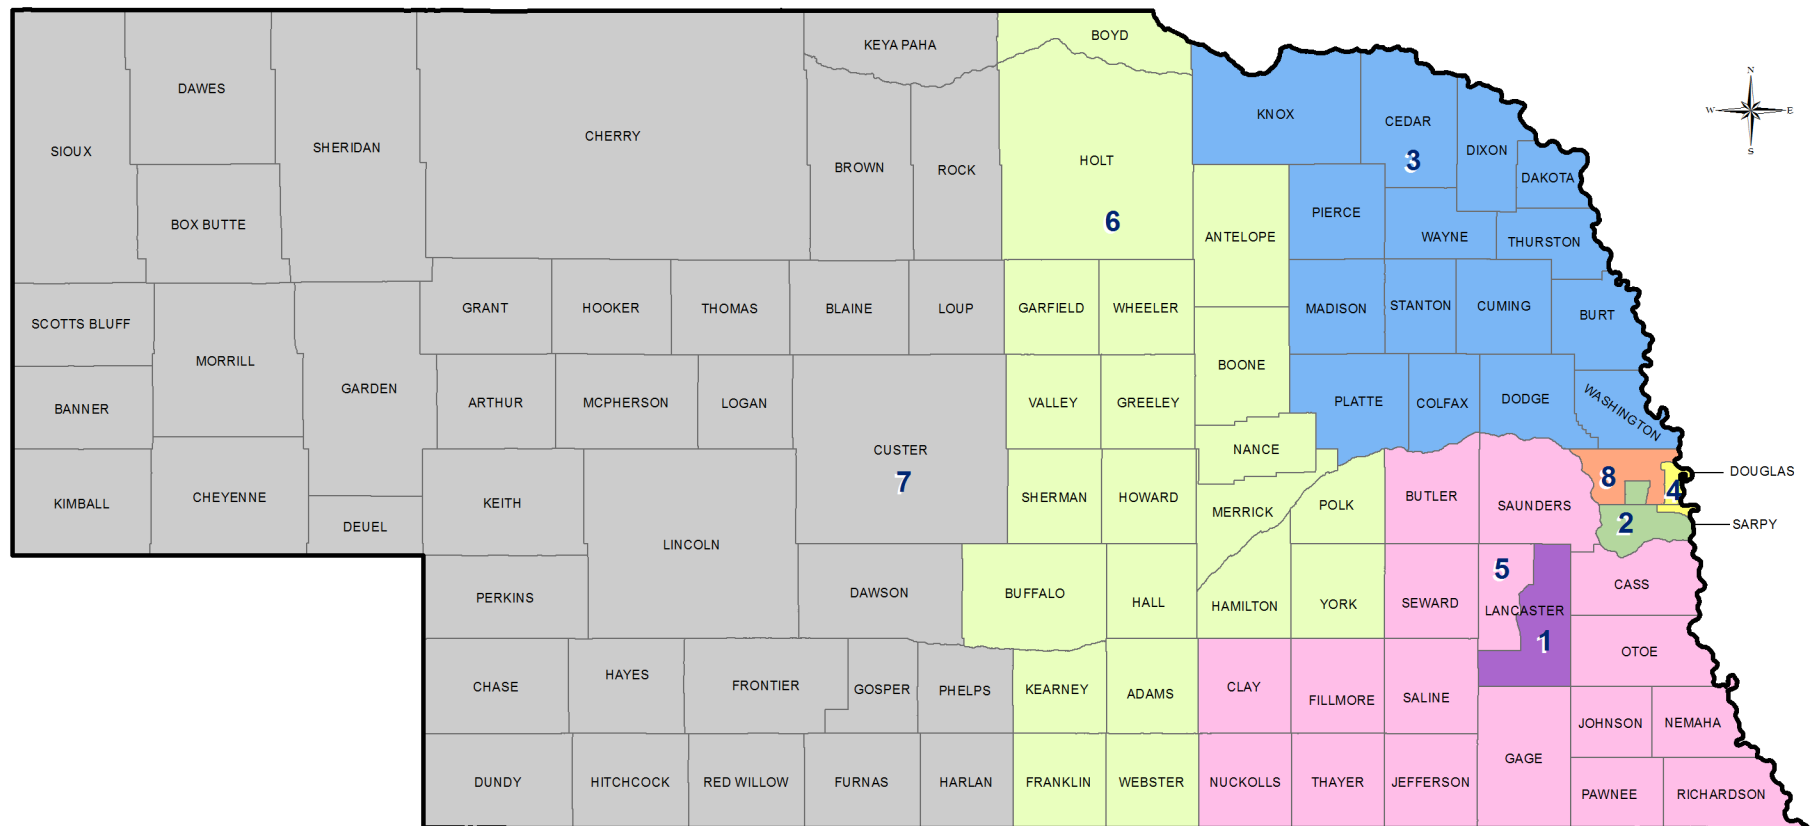 BOYD
KEYA PAHA
N
DAWES
W E
KNOX
CEDAR
CHERRY
SHERIDAN
SIOUX
DIXON
S
HOLT
3
BROWN
ROCK
DAKOTA
PIERCE
6
BOX BUTTE
ANTELOPE
WAYNE
THURSTON
GRANT
HOOKER
THOMAS
BLAINE
LOUP
GARFIELD
WHEELER
MADISON
STANTON
CUMING
BURT
SCOTTS BLUFF
MORRILL
BOONE
GARDEN
BANNER
ARTHUR
MCPHERSON
LOGAN
VALLEY
GREELEY
PLATTE
COLFAX
DODGE
WASHINGTON
CUSTER
NANCE
7
8
DOUGLAS
4
KIMBALL
CHEYENNE
KEITH
SHERMAN
HOWARD
MERRICK
POLK
BUTLER
SAUNDERS
2
SARPY
DEUEL
LINCOLN
5
PERKINS
DAWSON
BUFFALO
HALL
HAMILTON
YORK
SEWARD
LANCASTER
CASS
1
OTOE
CHASE
HAYES
FRONTIER
GOSPER
PHELPS
KEARNEY
ADAMS
CLAY
FILLMORE
SALINE
JOHNSON
NEMAHA
GAGE
DUNDY
HITCHCOCK
RED WILLOW
FURNAS
HARLAN
FRANKLIN
WEBSTER
NUCKOLLS
THAYER
JEFFERSON
PAWNEE
RICHARDSON